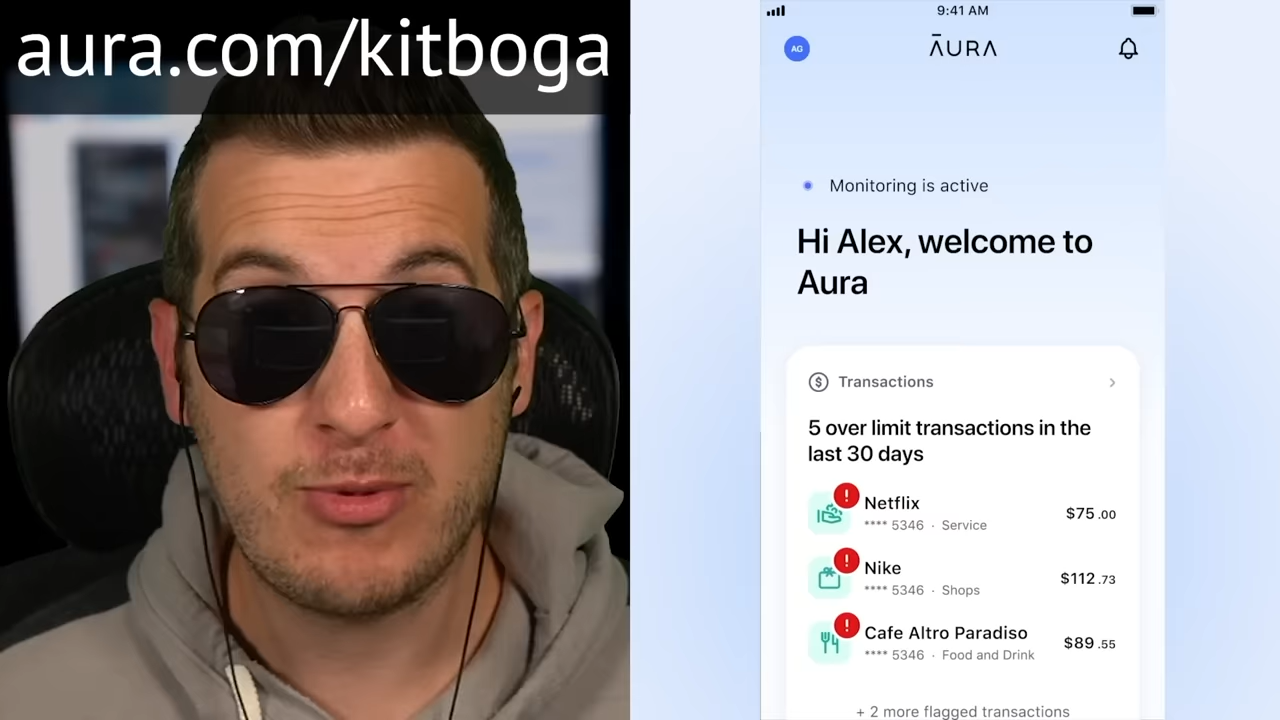 aura.com/kitboga
9:41 AM
AG
ĀURA
Monitoring is active
Hi Alex, welcome to
Aura
Transactions
5 over limit transactions in the
last 30 days
Netflix
**** 5346 · Service
$75.00
Nike
**** 5346 · Shops
$112.73
Cafe Altro Paradiso
**** 5346 · Food and Drink
$89.55
+ 2 more flagged transactions